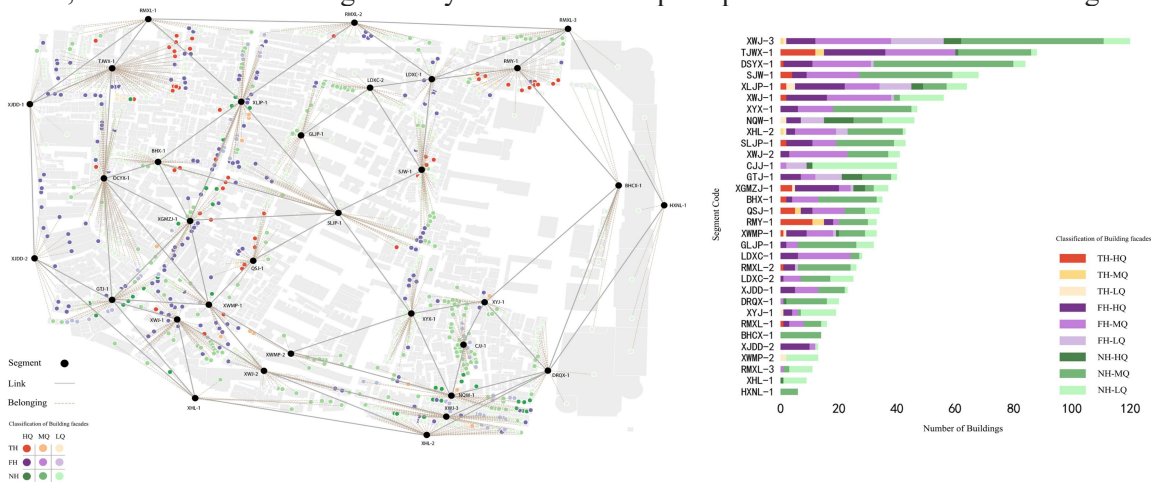 RMXL-1
RMXL-2
RMXL-3
TJWX-1
RMY-1
LDXC-1
LDXC-2
XJDD-1
XLJP-1
GLJP-1
BHX-1
SJW-1
DCYX-1
BHCX-1
HXNL-1
XGMZJ-1
SLJP-1
XJDD-2
QSJ-1
GTJ-1
XWMP-1
XYJ-1
XWJ-1
XYX-1
CJJ-1
XWMP-2
XWJ-2
DRQX-1
NQW-1
XHL-1
XWJ-3
XHL-2
Segment
Link
Belonging
Classification of Building facades
HQ MQ LQ
TH
FH
NH
Segment Code
XWJ-3
TJWX-1
DSYX-1
SJW-1
XLJP-1
XWJ-1
XYX-1
NQW-1
XHL-2
SLJP-1
XWJ-2
CJJ-1
GTJ-1
XGMZJ-1
BHX-1
QSJ-1
RMY-1
XWMP-1
GLJP-1
LDXC-1
RMXL-2
LDXC-2
XJDD-1
DRQX-1
XYJ-1
RMXL-1
BHCX-1
XJDD-2
XWMP-2
RMXL-3
XHL-1
HXNL-1
0 20 40 60 80 100 120
Number of Buildings
Classification of Building facades
TH-HQ
TH-MQ
TH-LQ
FH-HQ
FH-MQ
FH-LQ
NH-HQ
NH-MQ
NH-LQ